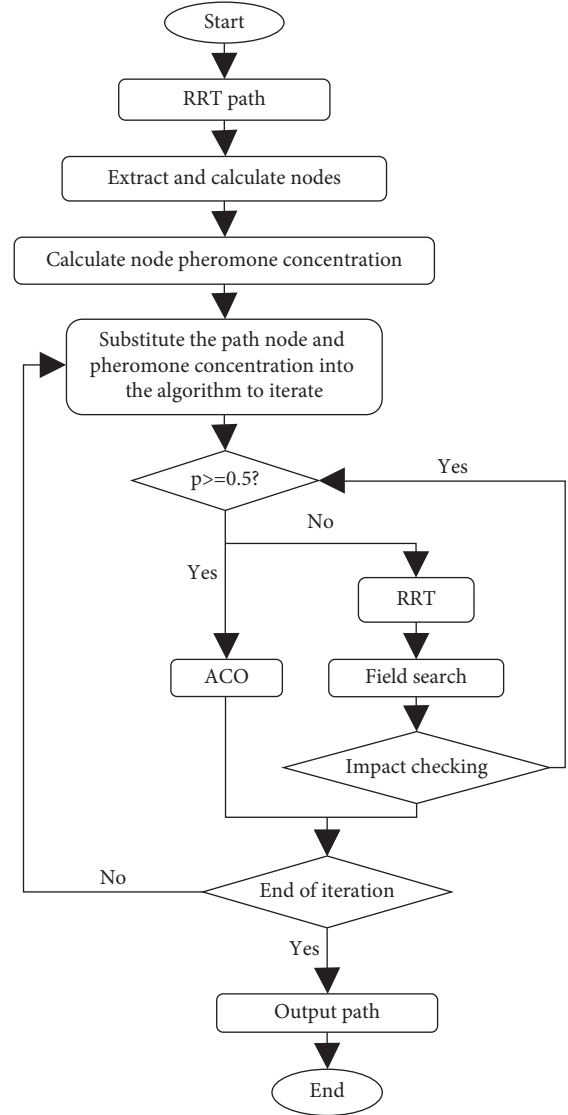 Start
RRT path
Extract and calculate nodes
Calculate node pheromone concentration
Substitute the path node and
pheromone concentration into
the algorithm to iterate
Yes
p>=0.5?
No
Yes
RRT
ACO
Field search
Impact checking
No
End of iteration
Yes
Output path
End